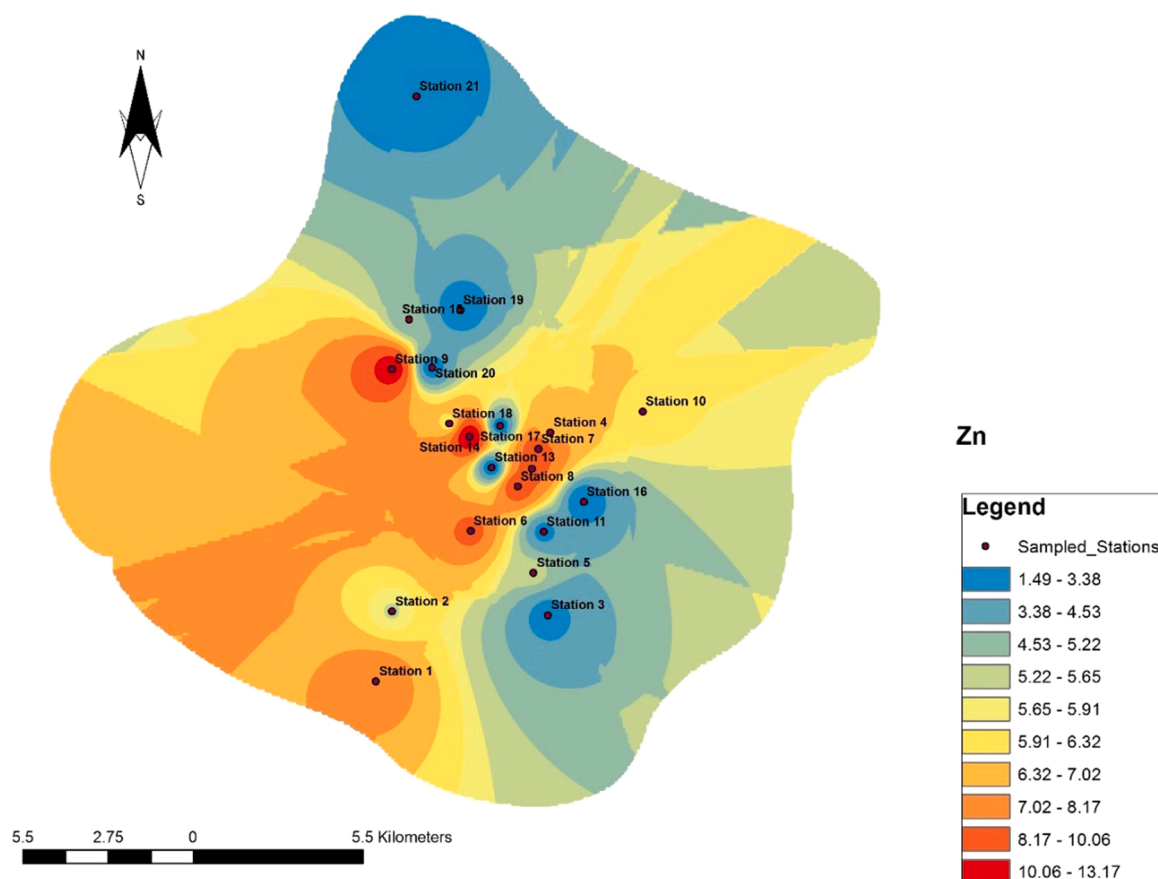 N
S
Station 21
Station 19
Station 15
Station 9
Station 20
Station 10
Station 18
Station 4
Station 17
Station 14
Station 7
Station 13
Station 8
Station 16
Station 6
Station 11
Station 5
Station 2
Station 3
Station 1
5.5 2.75 0 5.5 Kilometers
Zn
Legend
Sampled_Stations
1.49 - 3.38
3.38 - 4.53
4.53 - 5.22
5.22 - 5.65
5.65 - 5.91
5.91 - 6.32
6.32 - 7.02
7.02 - 8.17
8.17 - 10.06
10.06 - 13.17